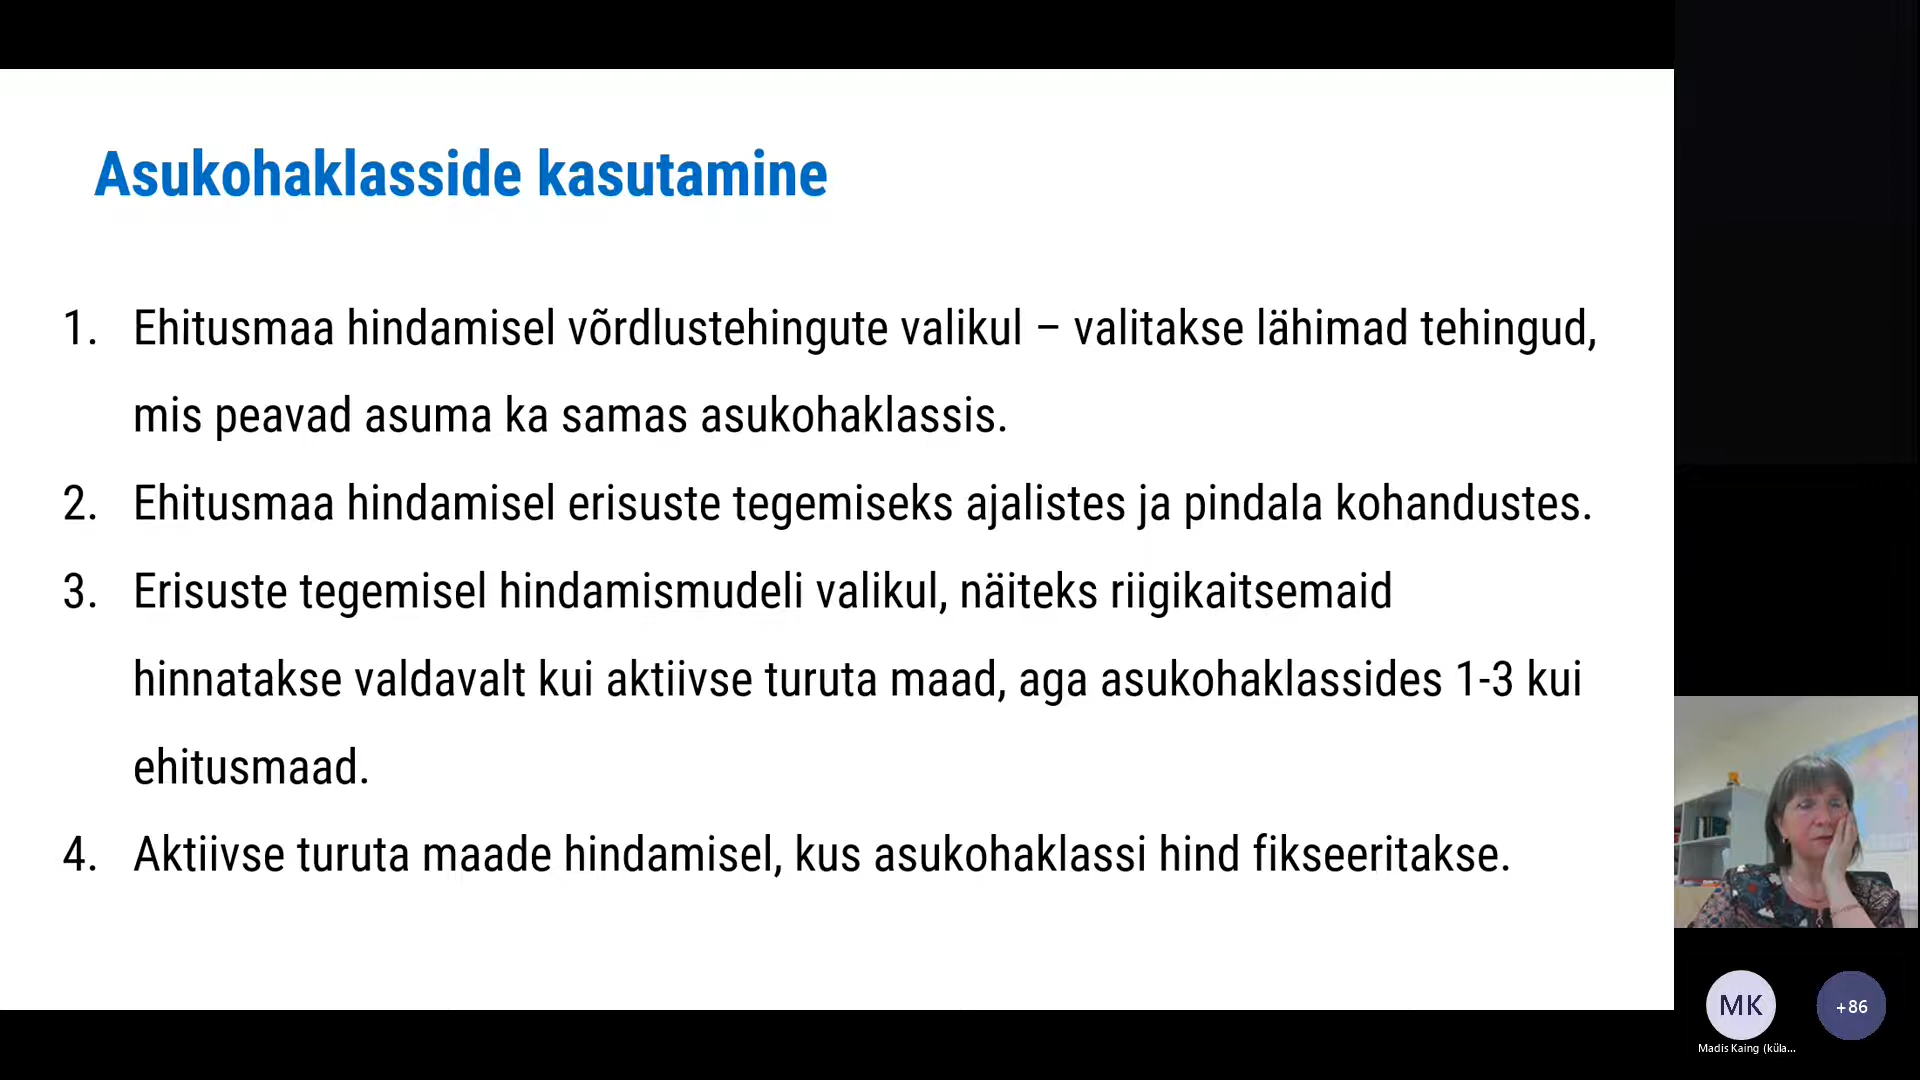 Asukohaklasside kasutamine
1. Ehitusmaa hindamisel võrdlustehingute valikul – valitakse lähimad tehingud,
mis peavad asuma ka samas asukohaklassis.
2. Ehitusmaa hindamisel erisuste tegemiseks ajalistes ja pindala kohandustes.
3. Erisuste tegemisel hindamismudeli valikul, näiteks riigikaitsemaid
hinnatakse valdavalt kui aktiivse turuta maad, aga asukohaklassides 1-3 kui
ehitusmaad.
4. Aktiivse turuta maade hindamisel, kus asukohaklassi hind fikseeritakse.
MK
+86
Madis Kaing (küla...